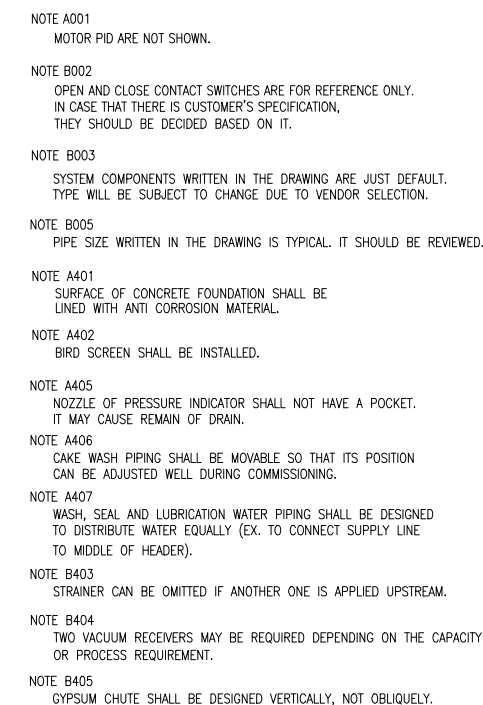 NOTE A001
MOTOR PID ARE NOT SHOWN.
NOTE B002
OPEN AND CLOSE CONTACT SWITCHES ARE FOR REFERENCE ONLY.
IN CASE THAT THERE IS CUSTOMER'S SPECIFICATION,
THEY SHOULD BE DECIDED BASED ON IT.
NOTE B003
SYSTEM COMPONENTS WRITTEN IN THE DRAWING ARE JUST DEFAULT.
TYPE WILL BE SUBJECT TO CHANGE DUE TO VENDOR SELECTION.
NOTE B005
PIPE SIZE WRITTEN IN THE DRAWING IS TYPICAL. IT SHOULD BE REVIEWED.
NOTE A401
SURFACE OF CONCRETE FOUNDATION SHALL BE
LINED WITH ANTI CORROSION MATERIAL.
NOTE A402
BIRD SCREEN SHALL BE INSTALLED.
NOTE A405
NOZZLE OF PRESSURE INDICATOR SHALL NOT HAVE A POCKET.
IT MAY CAUSE REMAIN OF DRAIN.
NOTE A406
CAKE WASH PIPING SHALL BE MOVABLE SO THAT ITS POSITION
CAN BE ADJUSTED WELL DURING COMMISSIONING.
NOTE A407
WASH, SEAL AND LUBRICATION WATER PIPING SHALL BE DESIGNED
TO DISTRIBUTE WATER EQUALLY (EX. TO CONNECT SUPPLY LINE
TO MIDDLE OF HEADER).
NOTE B403
STRAINER CAN BE OMITTED IF ANOTHER ONE IS APPLIED UPSTREAM.
NOTE B404
TWO VACUUM RECEIVERS MAY BE REQUIRED DEPENDING ON THE CAPACITY
OR PROCESS REQUIREMENT.
NOTE B405
GYPSUM CHUTE SHALL BE DESIGNED VERTICALLY, NOT OBLIQUELY.